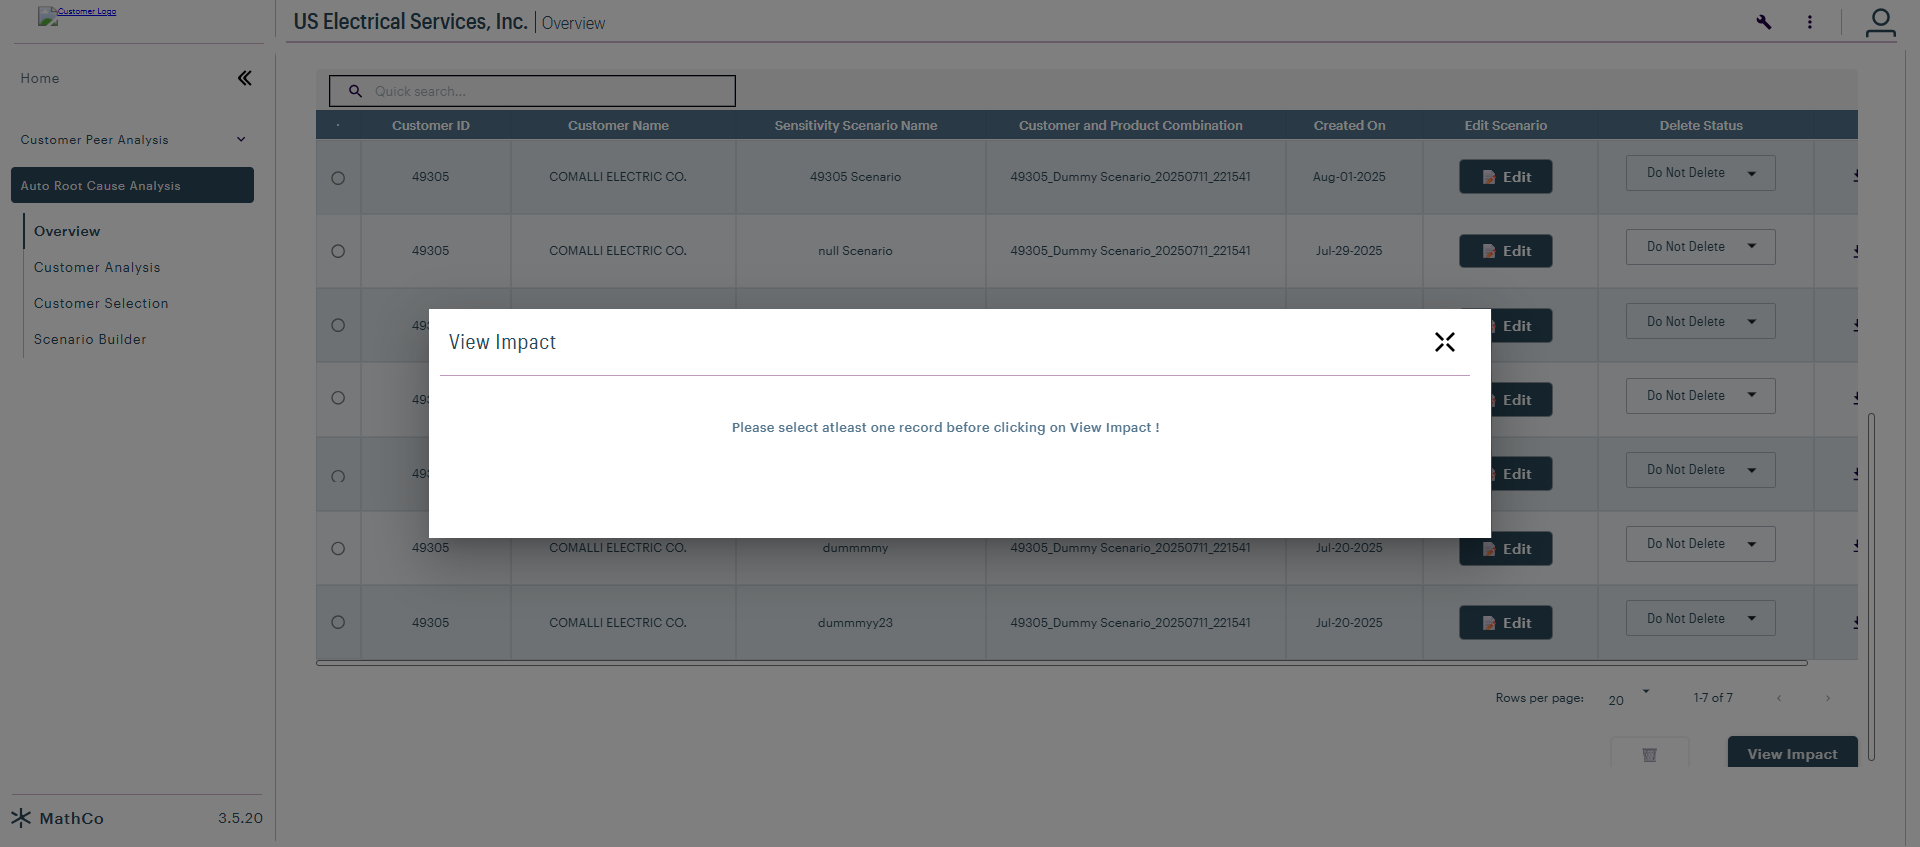 Customer Logo
US Electrical Services, Inc. | Overview
Home
Customer Peer Analysis
Auto Root Cause Analysis
Overview
Customer Analysis
Customer Selection
Scenario Builder
MathCo 3.5.20
Quick search...
Customer ID Customer Name Sensitivity Scenario Name Customer and Product Combination Created On Edit Scenario Delete Status
49305 COMALLI ELECTRIC CO. 49305 Scenario 49305_Dummy Scenario_20250711_221541 Aug-01-2025 Edit Do Not Delete
49305 COMALLI ELECTRIC CO. null Scenario 49305_Dummy Scenario_20250711_221541 Jul-29-2025 Edit Do Not Delete
Edit Do Not Delete
Edit Do Not Delete
Edit Do Not Delete
49305 COMALLI ELECTRIC CO. dummmmy 49305_Dummy Scenario_20250711_221541 Jul-20-2025 Edit Do Not Delete
49305 COMALLI ELECTRIC CO. dummmyy23 49305_Dummy Scenario_20250711_221541 Jul-20-2025 Edit Do Not Delete
View Impact
Please select atleast one record before clicking on View Impact !
Rows per page: 20 1-7 of 7
View Impact